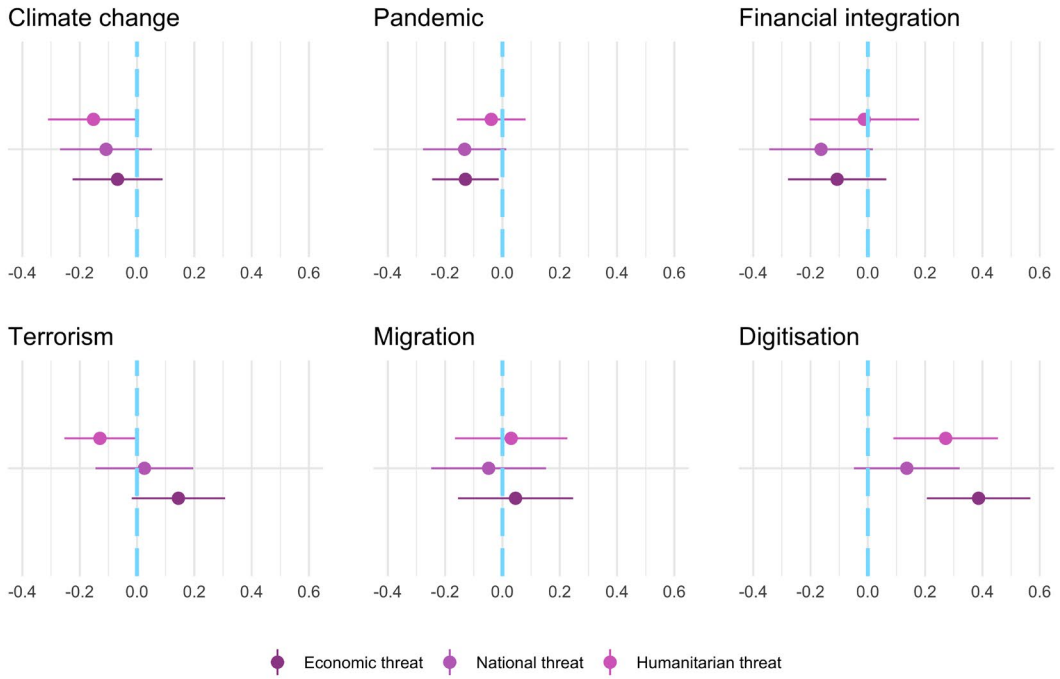 Climate change Pandemic Financial integration
-0.4 -0.2 0.0 0.2 0.4 0.6 -0.4 -0.2 0.0 0.2 0.4 0.6 -0.4 -0.2 0.0 0.2 0.4 0.6
Terrorism Migration Digitisation
-0.4 -0.2 0.0 0.2 0.4 0.6 -0.4 -0.2 0.0 0.2 0.4 0.6 -0.4 -0.2 0.0 0.2 0.4 0.6
Economic threat National threat Humanitarian threat